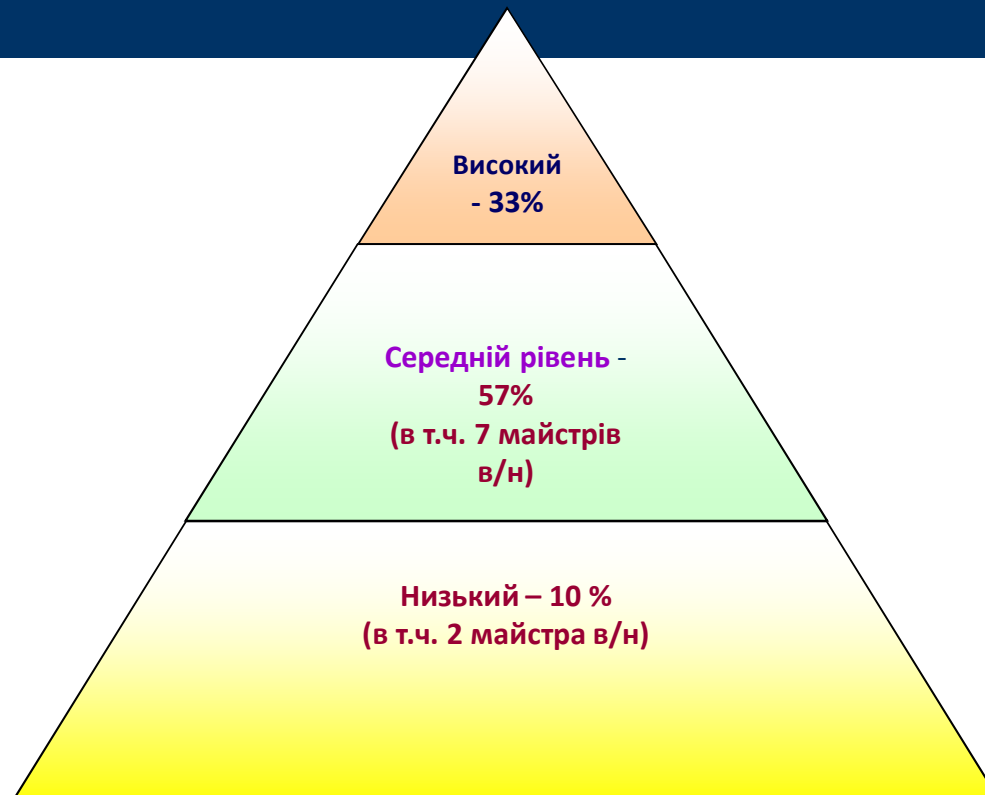 Високий
- 33%
Середній рівень -
57%
(в т.ч. 7 майстрів
в/н)
Низький – 10 %
(в т.ч. 2 майстра в/н)